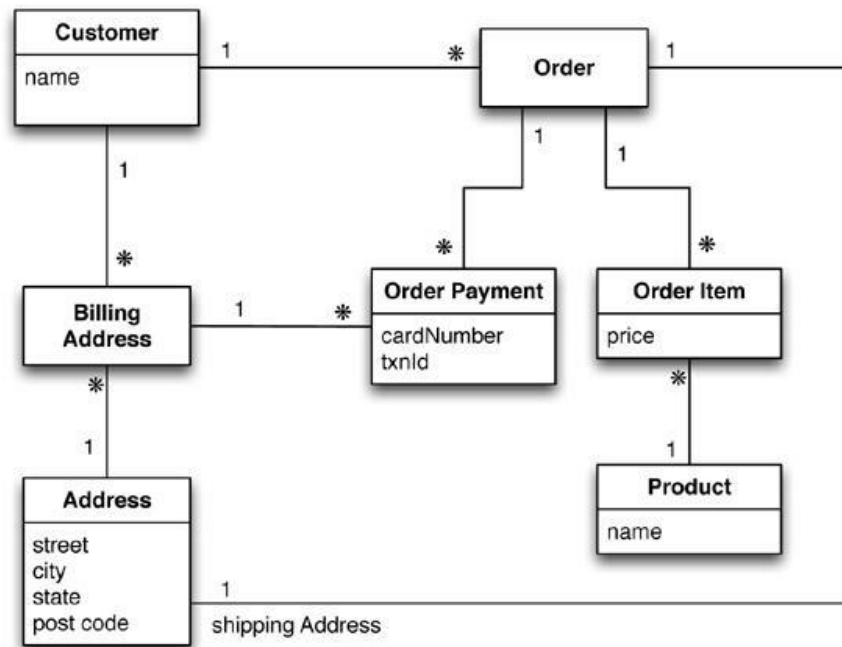 Customer
name
1
*
Order
1
1
*
1
1
*
*
Billing
Address
1
*
Order Payment
cardNumber
txnId
Order Item
price
*
1
*
1
Address
street
city
state
post code
Product
name
1
shipping Address